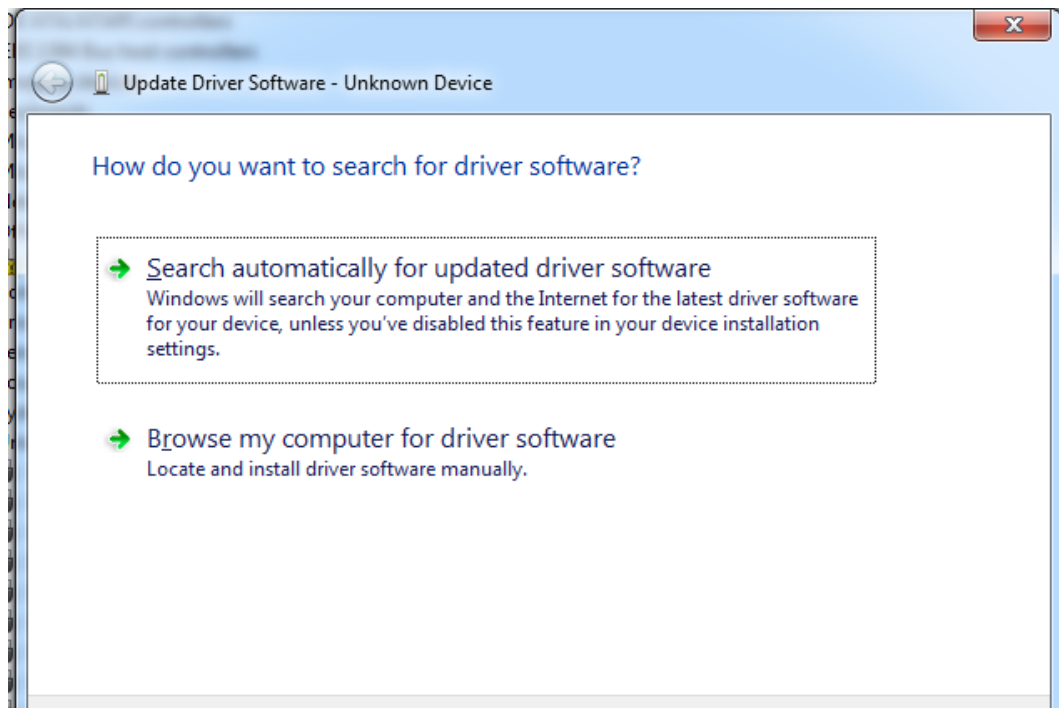 Update Driver Software - Unknown Device
How do you want to search for driver software?
Search automatically for updated driver software
Windows will search your computer and the Internet for the latest driver software
for your device, unless you've disabled this feature in your device installation
settings.
Browse my computer for driver software
Locate and install driver software manually.